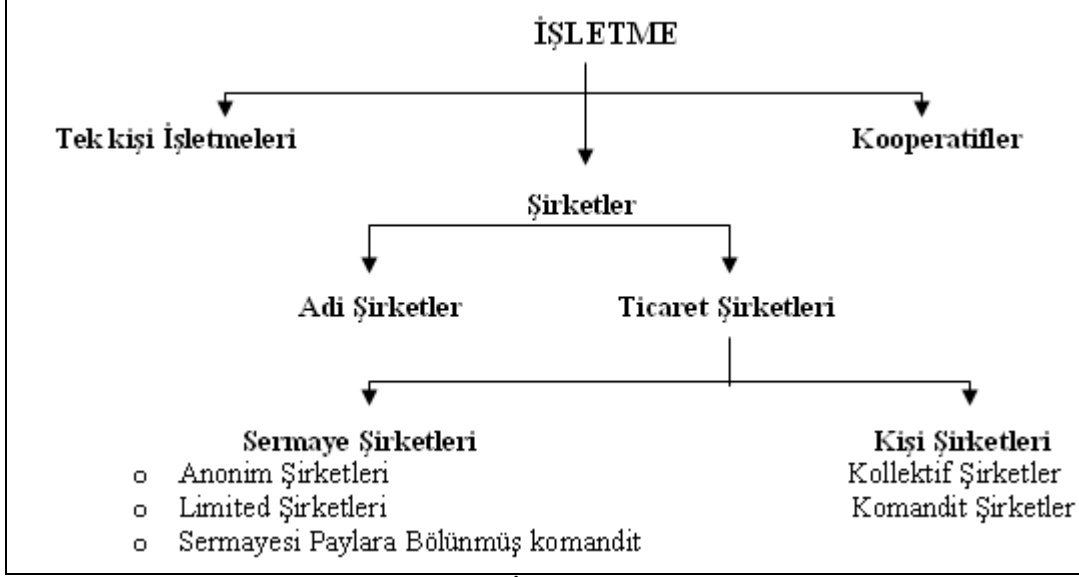 İŞLETME
Tek kişi İşletmeleri
Kooperatifler
Şirketler
Adi Şirketler
Ticaret Şirketleri
Sermaye Şirketleri
o Anonim Şirketleri
o Limited Şirketleri
o Sermayesi Paylara Bölünmüş komandit
Kişi Şirketleri
Kollektif Şirketler
Komandit Şirketler